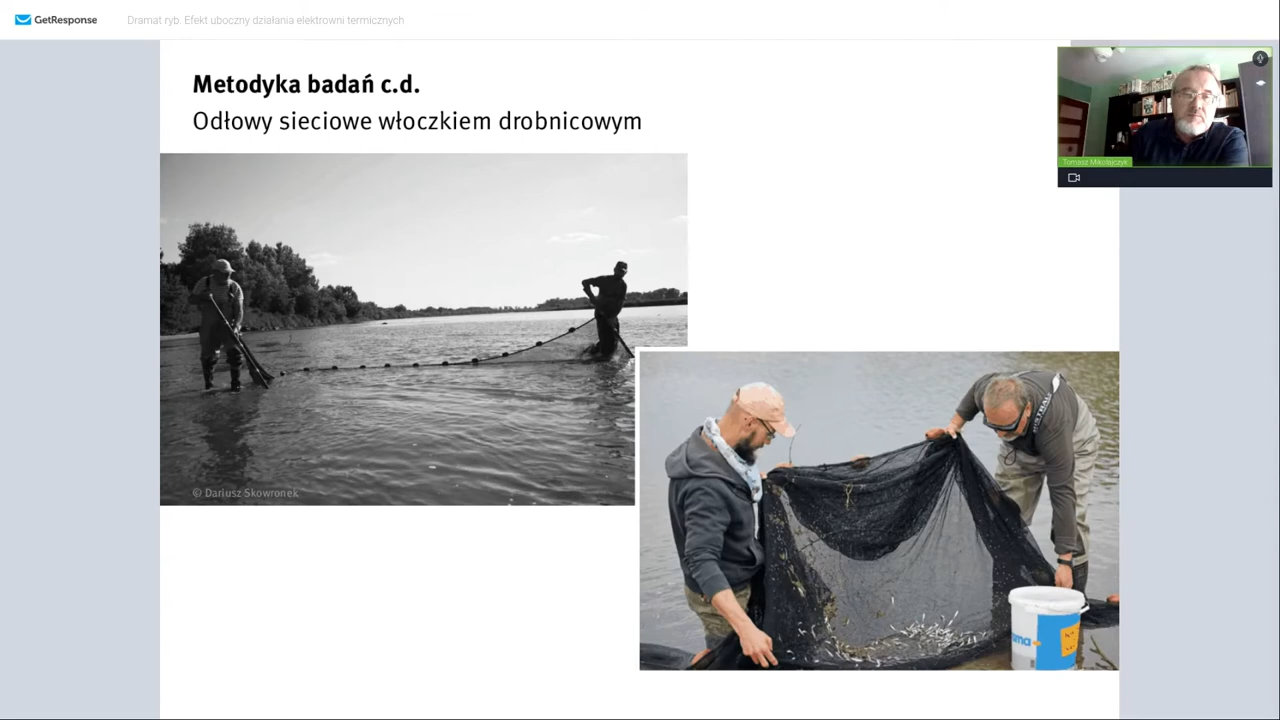 GetResponse
Dramat ryb. Efekt uboczny działania elektrowni termicznych
Metodyka badań c.d.
Odłowy sieciowe włoczkiem drobnicowym
Tomasz Mikołajczyk
© Dariusz Skowronek